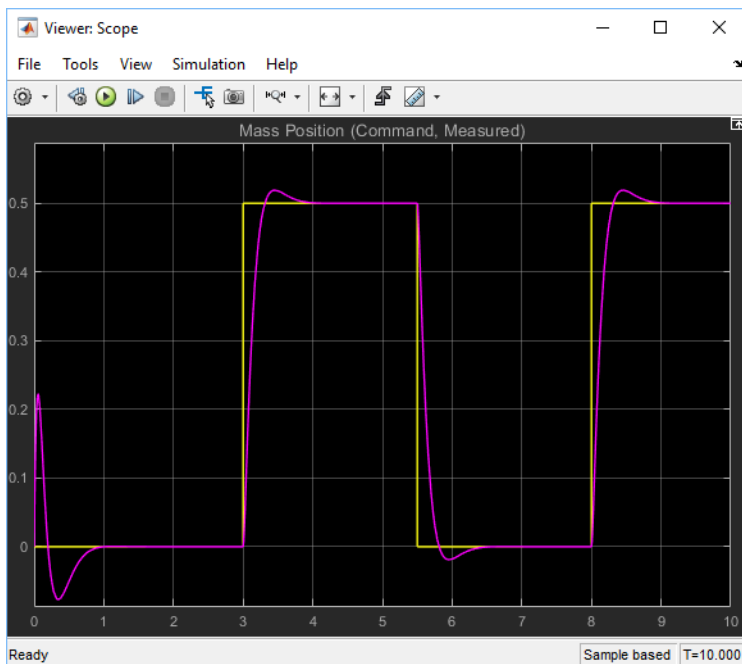 Viewer: Scope
File Tools View Simulation Help
Mass Position (Command, Measured)
0.5
0.4
0.3
0.2
0.1
0
0 1 2 3 4 5 6 7 8 9 10
Ready Sample based T=10.000